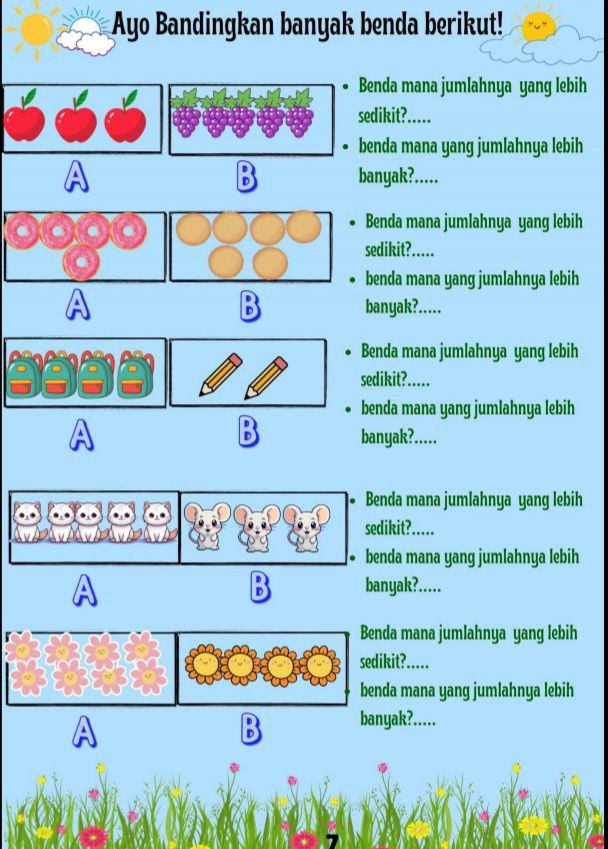 Ayo Bandingkan banyak benda berikut!
Benda mana jumlahnya yang lebih
sedikit?.....
benda mana yang jumlahnya lebih
banyak?.....
A
B
Benda mana jumlahnya yang lebih
sedikit?.....
benda mana yang jumlahnya lebih
banyak?.....
A
B
Benda mana jumlahnya yang lebih
sedikit?.....
benda mana yang jumlahnya lebih
banyak?.....
A
B
Benda mana jumlahnya yang lebih
sedikit?.....
benda mana yang jumlahnya lebih
banyak?.....
A
B
Benda mana jumlahnya yang lebih
sedikit?.....
benda mana yang jumlahnya lebih
banyak?.....
A
B
7